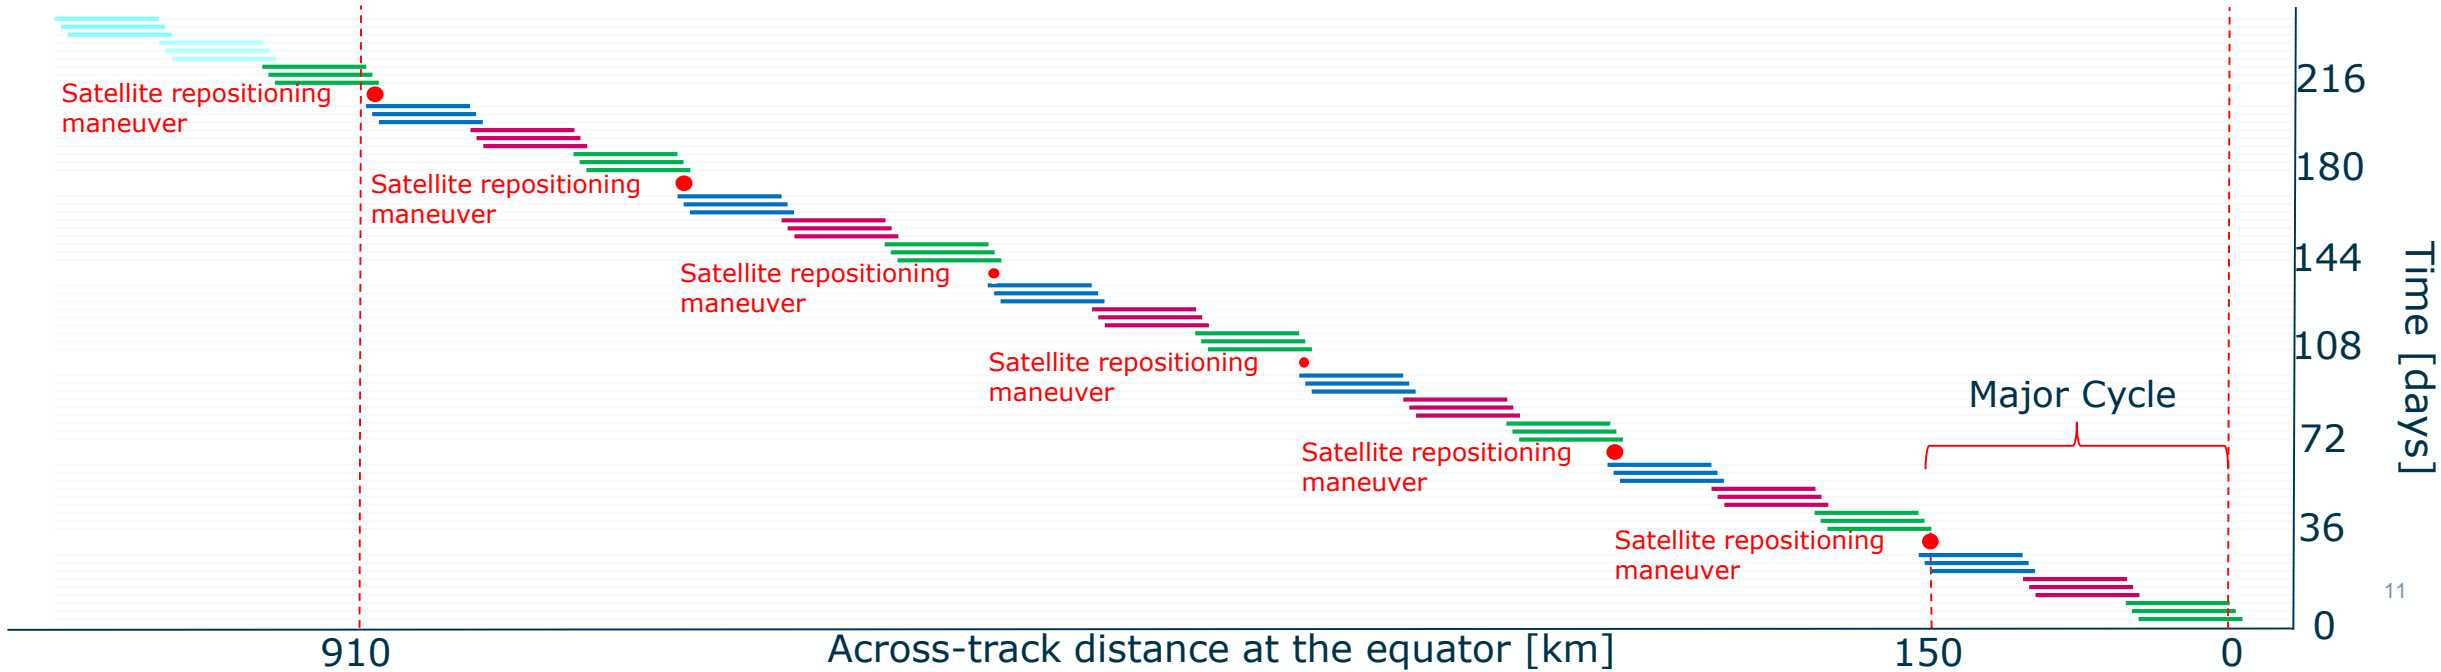 216
Satellite repositioning
maneuver
180
Satellite repositioning
maneuver
144
Satellite repositioning
maneuver
108
Satellite repositioning
maneuver
Time [days]
Major Cycle
72
Satellite repositioning
maneuver
36
Satellite repositioning
maneuver
11
0
910
Across-track distance at the equator [km]
150
0